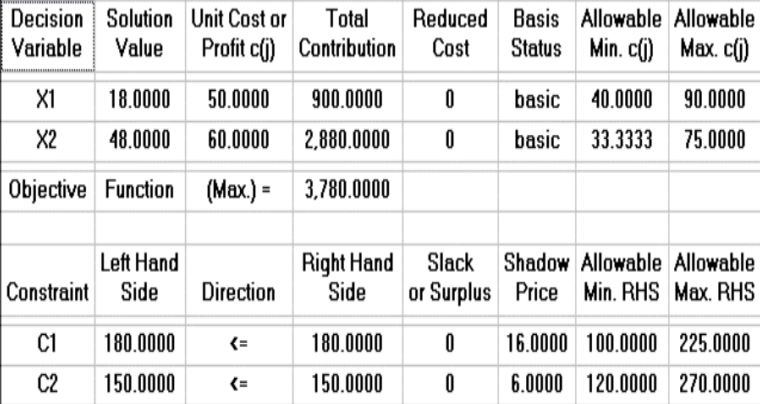 Decision Variable Solution Value Unit Cost or Profit c(j) Total Contribution Reduced Cost Basis Status Allowable Min. c(j) Allowable Max. c(j)
X1 18.0000 50.0000 900.0000 0 basic 40.0000 90.0000
X2 48.0000 60.0000 2,880.0000 0 basic 33.3333 75.0000
Objective Function (Max.) = 3,780.0000
Constraint Left Hand Side Direction Right Hand Side Slack or Surplus Shadow Price Allowable Min. RHS Allowable Max. RHS
C1 180.0000 <= 180.0000 0 16.0000 100.0000 225.0000
C2 150.0000 <= 150.0000 0 6.0000 120.0000 270.0000